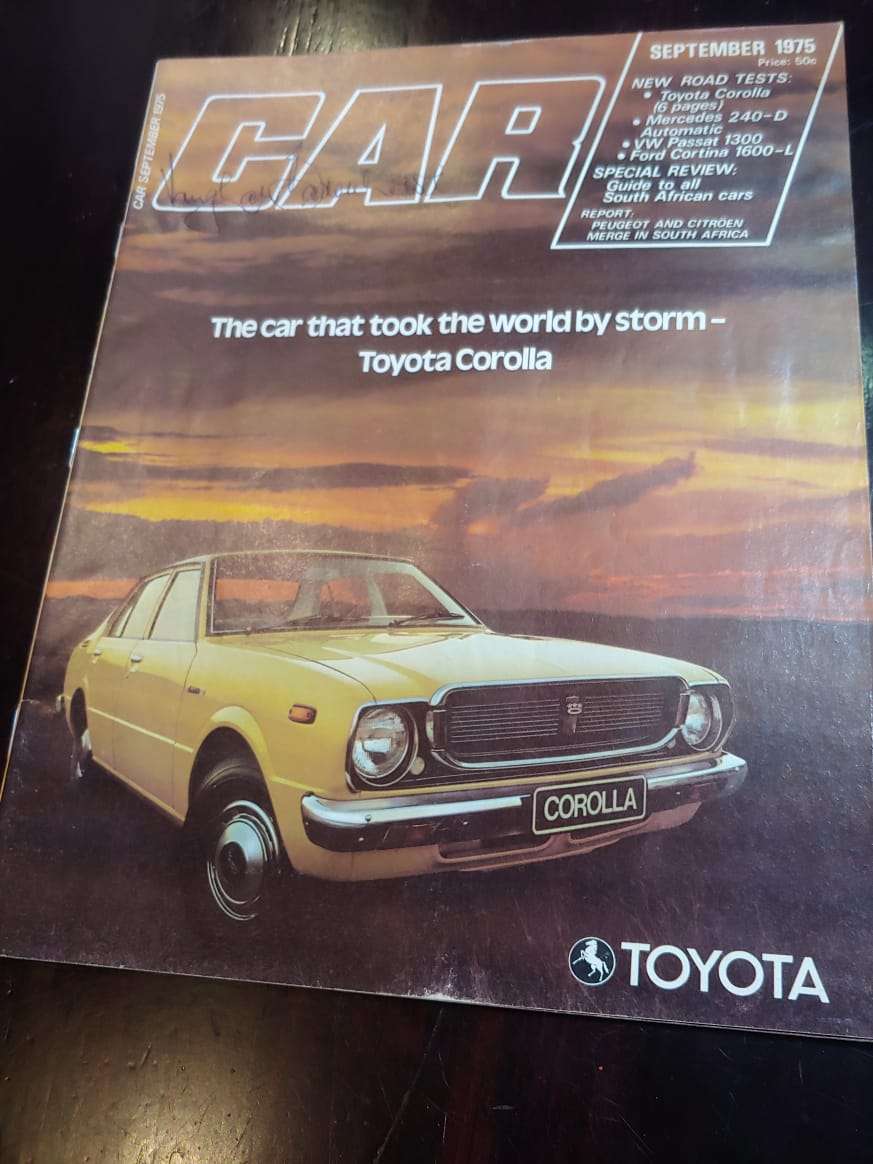 CAR SEPTEMBER 1975
CAR
SEPTEMBER 1975
Price: 50c
NEW ROAD TESTS:
• Toyota Corolla
(6 pages)
• Mercedes 240-D
Automatic
• VW Passat 1300
• Ford Cortina 1600-L
SPECIAL REVIEW:
Guide to all
South African cars
REPORT:
PEUGEOT AND CITRÖEN
MERGE IN SOUTH AFRICA
The car that took the world by storm –
Toyota Corolla
COROLLA
TOYOTA